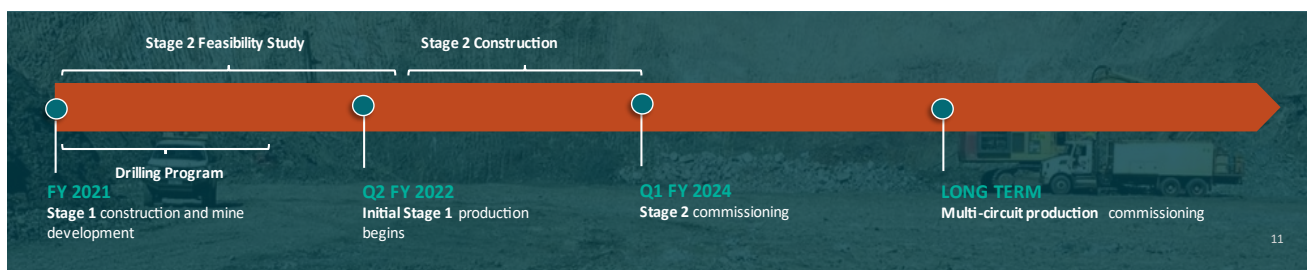 Stage 2 Feasibility Study
Stage 2 Construction
Drilling Program
FY 2021
Stage 1 construction and mine
development
Q2 FY 2022
Initial Stage 1 production
begins
Q1 FY 2024
Stage 2 commissioning
LONG TERM
Multi-circuit production commissioning
11